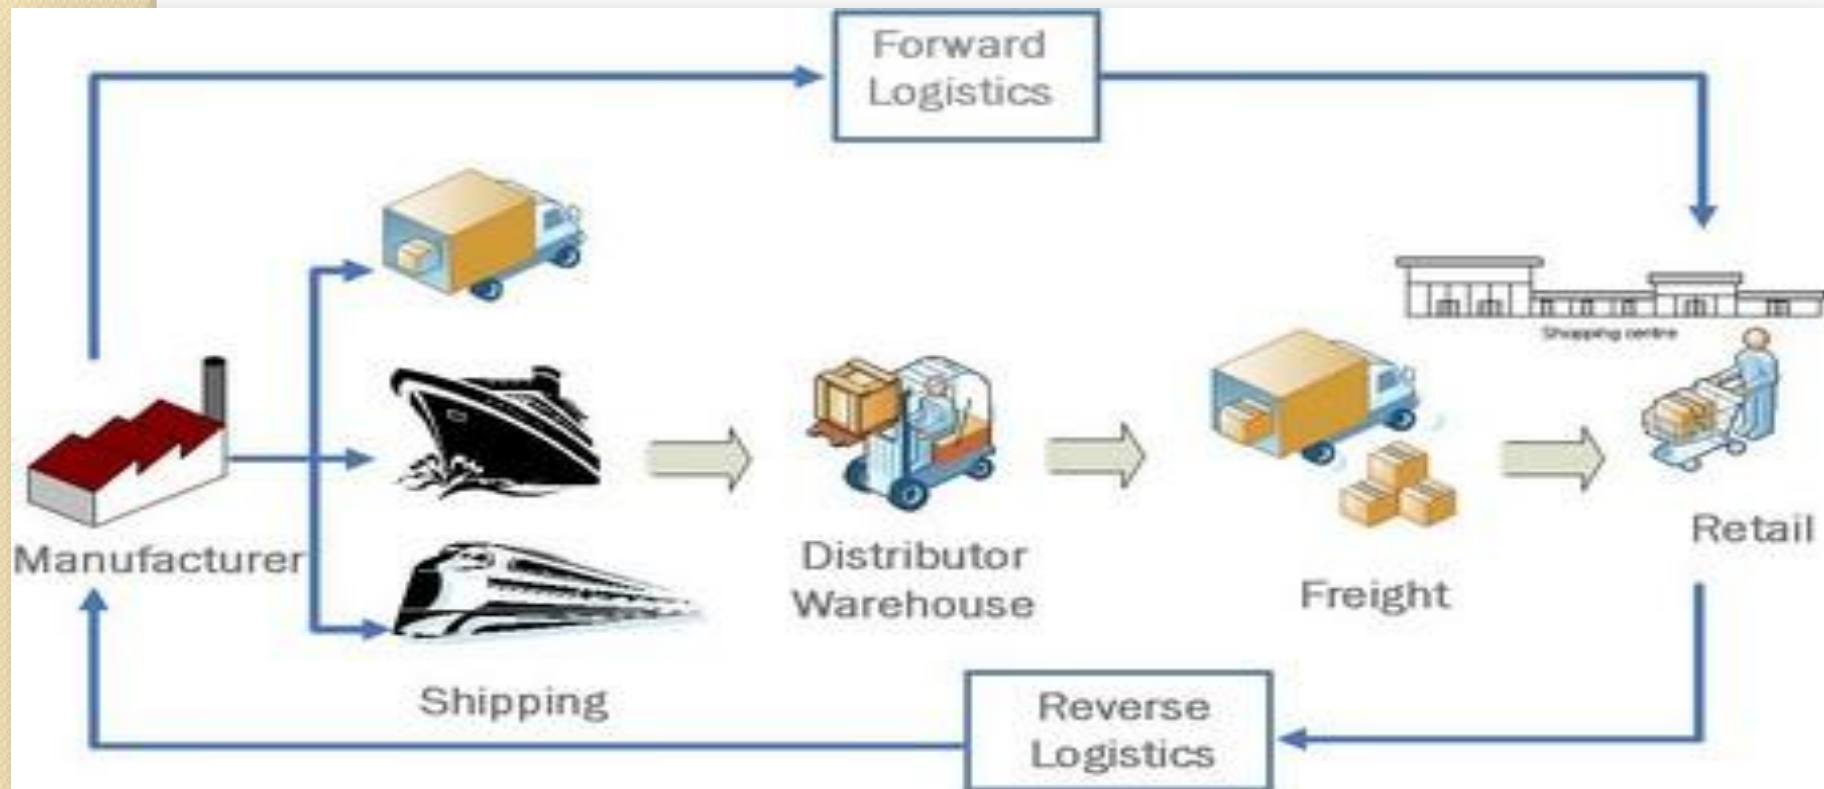 Forward
Logistics
Shopping centre
Manufacturer
Distributor
Warehouse
Freight
Retail
Shipping
Reverse
Logistics